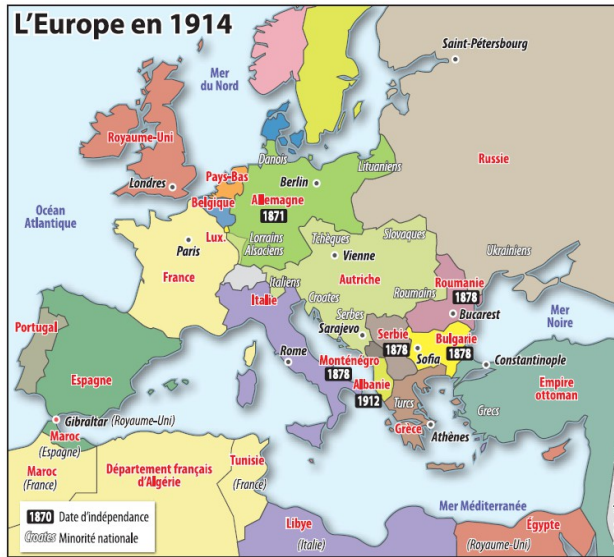 L'Europe en 1914
Saint-Pétersbourg
Mer
du Nord
Royaume-Uni
Danois
Lituaniens
Russie
Pays-Bas
Berlin
Londres
Allemagne
1871
Belgique
Océan
Atlantique
Lux.
Lorrains
Alsaciens
Paris
Tchèques
Slovaques
Vienne
Ukrainiens
France
Autriche
Italiens
Roumanie
1878
Italie
Croates
Roumains
Bucarest
Mer
Noire
Serbes
Sarajevo
Serbie
1878
Bulgarie
1878
Sofia
Portugal
Espagne
Rome
Monténégro
1878
Albanie
1912
Constantinople
Empire
ottoman
Turcs
Grecs
Grèce
Athènes
Gibraltar (Royaume-Uni)
Maroc
(Espagne)
Maroc
(France)
Département français
d'Algérie
Tunisie
(France)
Mer Méditerranée
Libye
(Italie)
Égypte
(Royaume-Uni)
1870 Date d'indépendance
Croates Minorité nationale